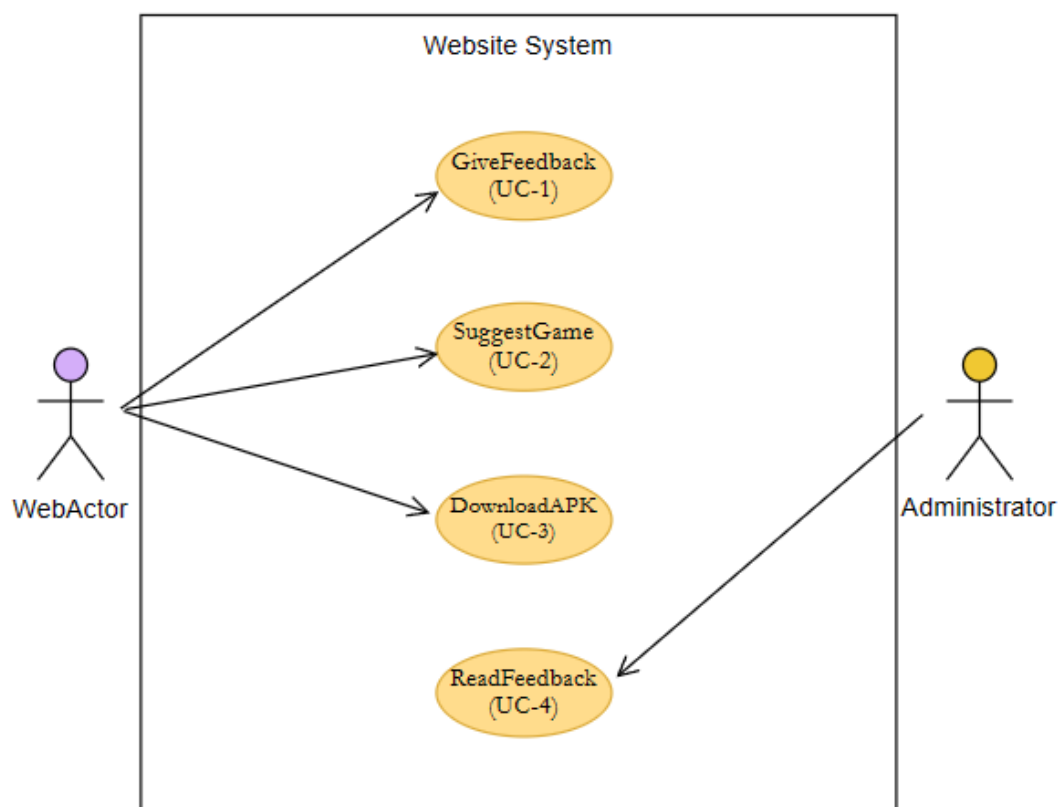 Website System
GiveFeedback
(UC-1)
SuggestGame
(UC-2)
WebActor
DownloadAPK
(UC-3)
Administrator
ReadFeedback
(UC-4)